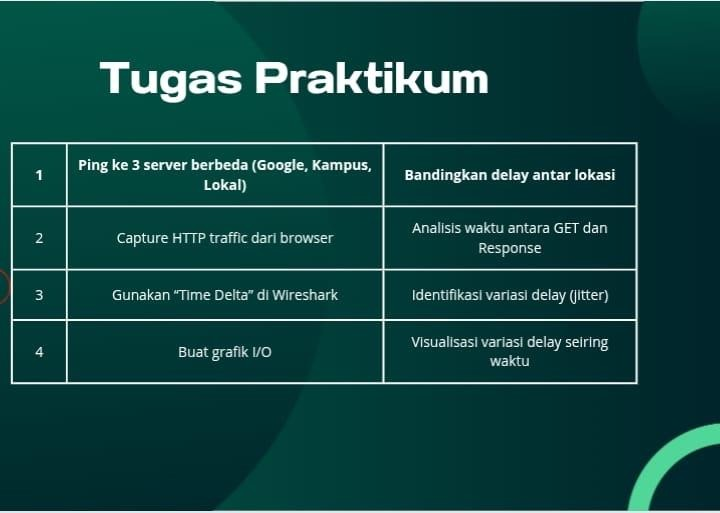 Tugas Praktikum
1
Ping ke 3 server berbeda (Google, Kampus,
Lokal)
Bandingkan delay antar lokasi
2
Capture HTTP traffic dari browser
Analisis waktu antara GET dan
Response
3
Gunakan “Time Delta” di Wireshark
Identifikasi variasi delay (jitter)
4
Buat grafik I/O
Visualisasi variasi delay seiring
waktu